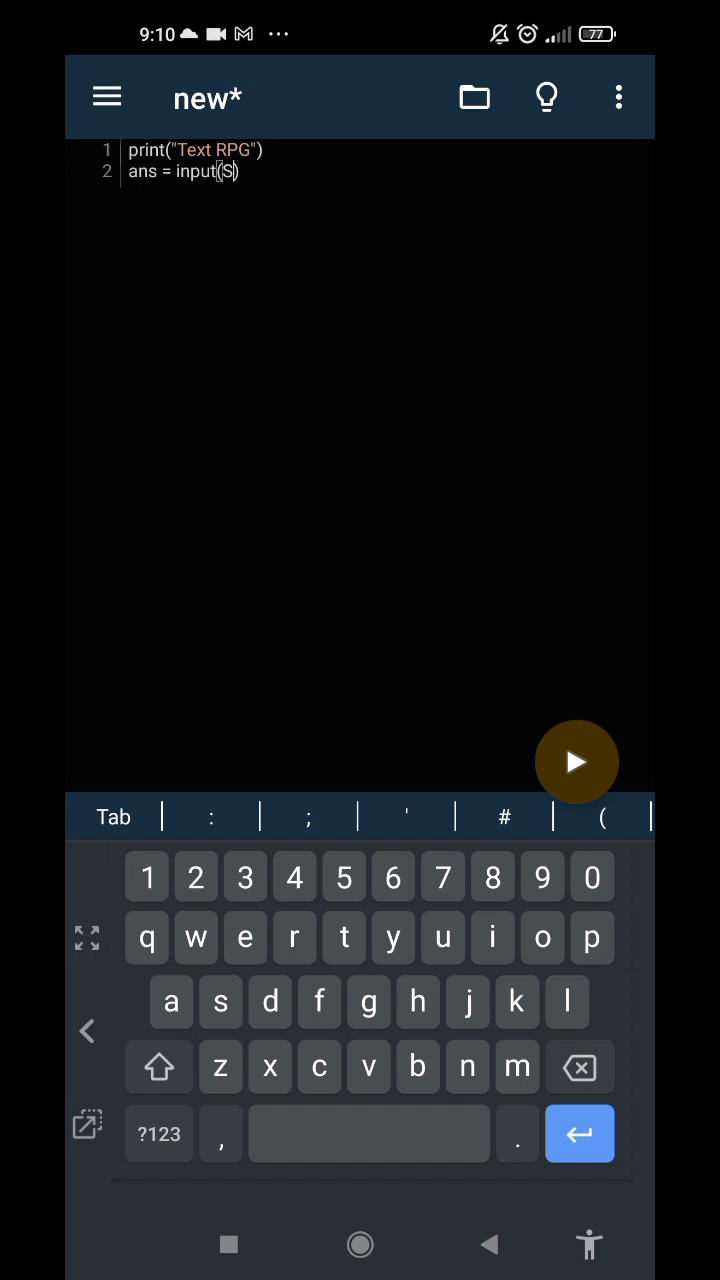 9:10 77
new*
1 print("Text RPG")
2 ans = input(S)
Tab : ; ' # (
1 2 3 4 5 6 7 8 9 0
q w e r t y u i o p
a s d f g h j k l
z x c v b n m
?123 , .